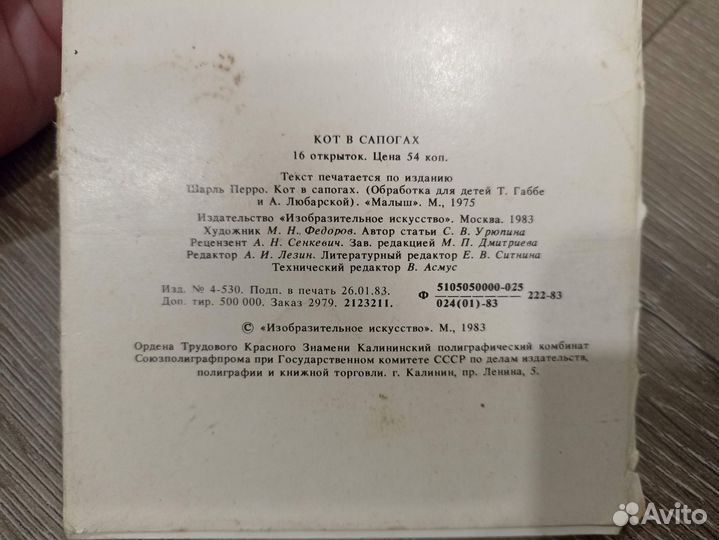 КОТ В САПОГАХ
16 открыток. Цена 54 коп.
Текст печатается по изданию
Шарль Перро. Кот в сапогах. (Обработка для детей Т. Габбе
и А. Любарской). «Малыш». М., 1975
Издательство «Изобразительное искусство». Москва. 1983
Художник М. Н. Федоров. Автор статьи С. В. Урюпина
Рецензент А. Н. Сенкевич. Зав. редакцией М. П. Дмитриева
Редактор А. И. Лезин. Литературный редактор Е. В. Ситнина
Технический редактор В. Асмус
Изд. № 4-530. Подп. в печать 26.01.83.
Доп. тир. 500 000. Заказ 2979. 2123211.
Ф 5105050000-025 222-83
024(01)-83
© «Изобразительное искусство». М., 1983
Ордена Трудового Красного Знамени Калининский полиграфический комбинат
Союзполиграфпрома при Государственном комитете СССР по делам издательств,
полиграфии и книжной торговли. г. Калинин, пр. Ленина, 5.
Avito